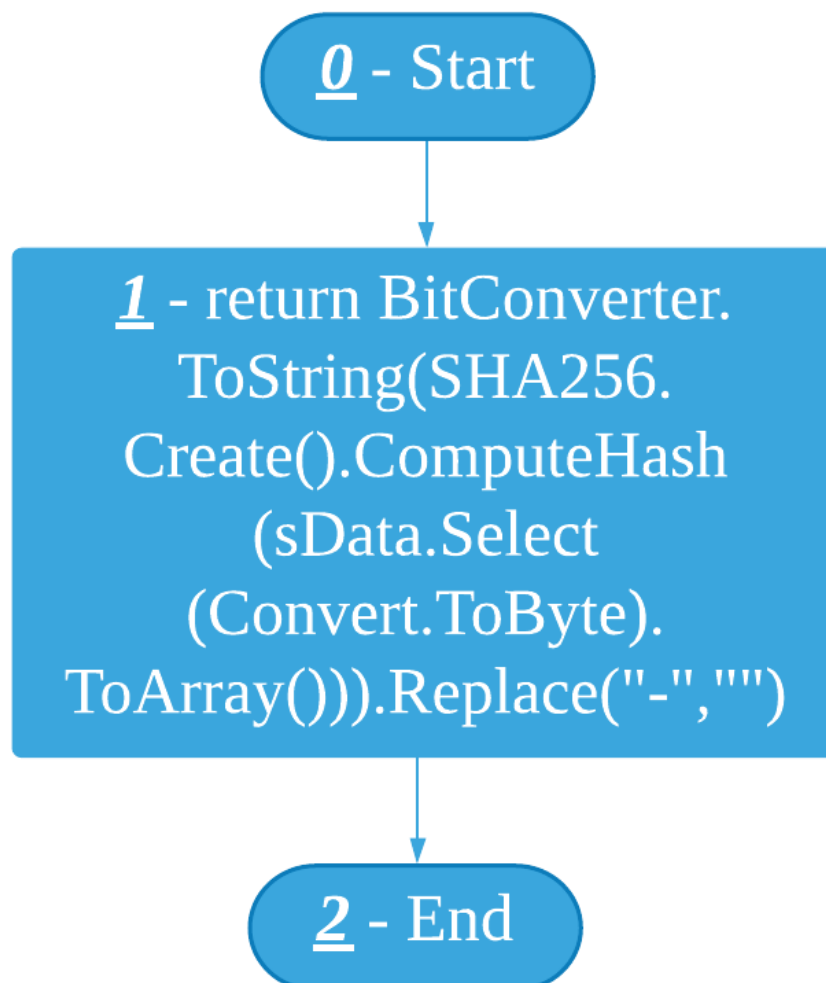 0 - Start
1 - return BitConverter.
ToString(SHA256.
Create().ComputeHash
(sData.Select
(Convert.ToByte).
ToArray())).Replace("-","")
2 - End